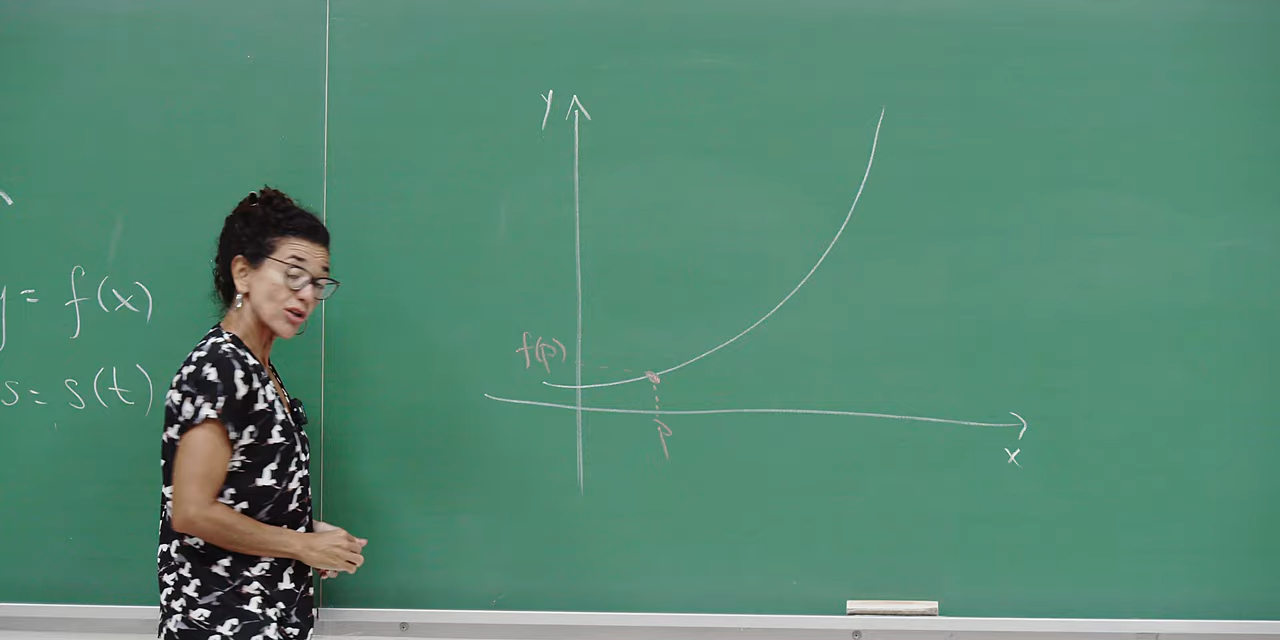 y = f(x)
s = s(t)
y
f(p)
p
x